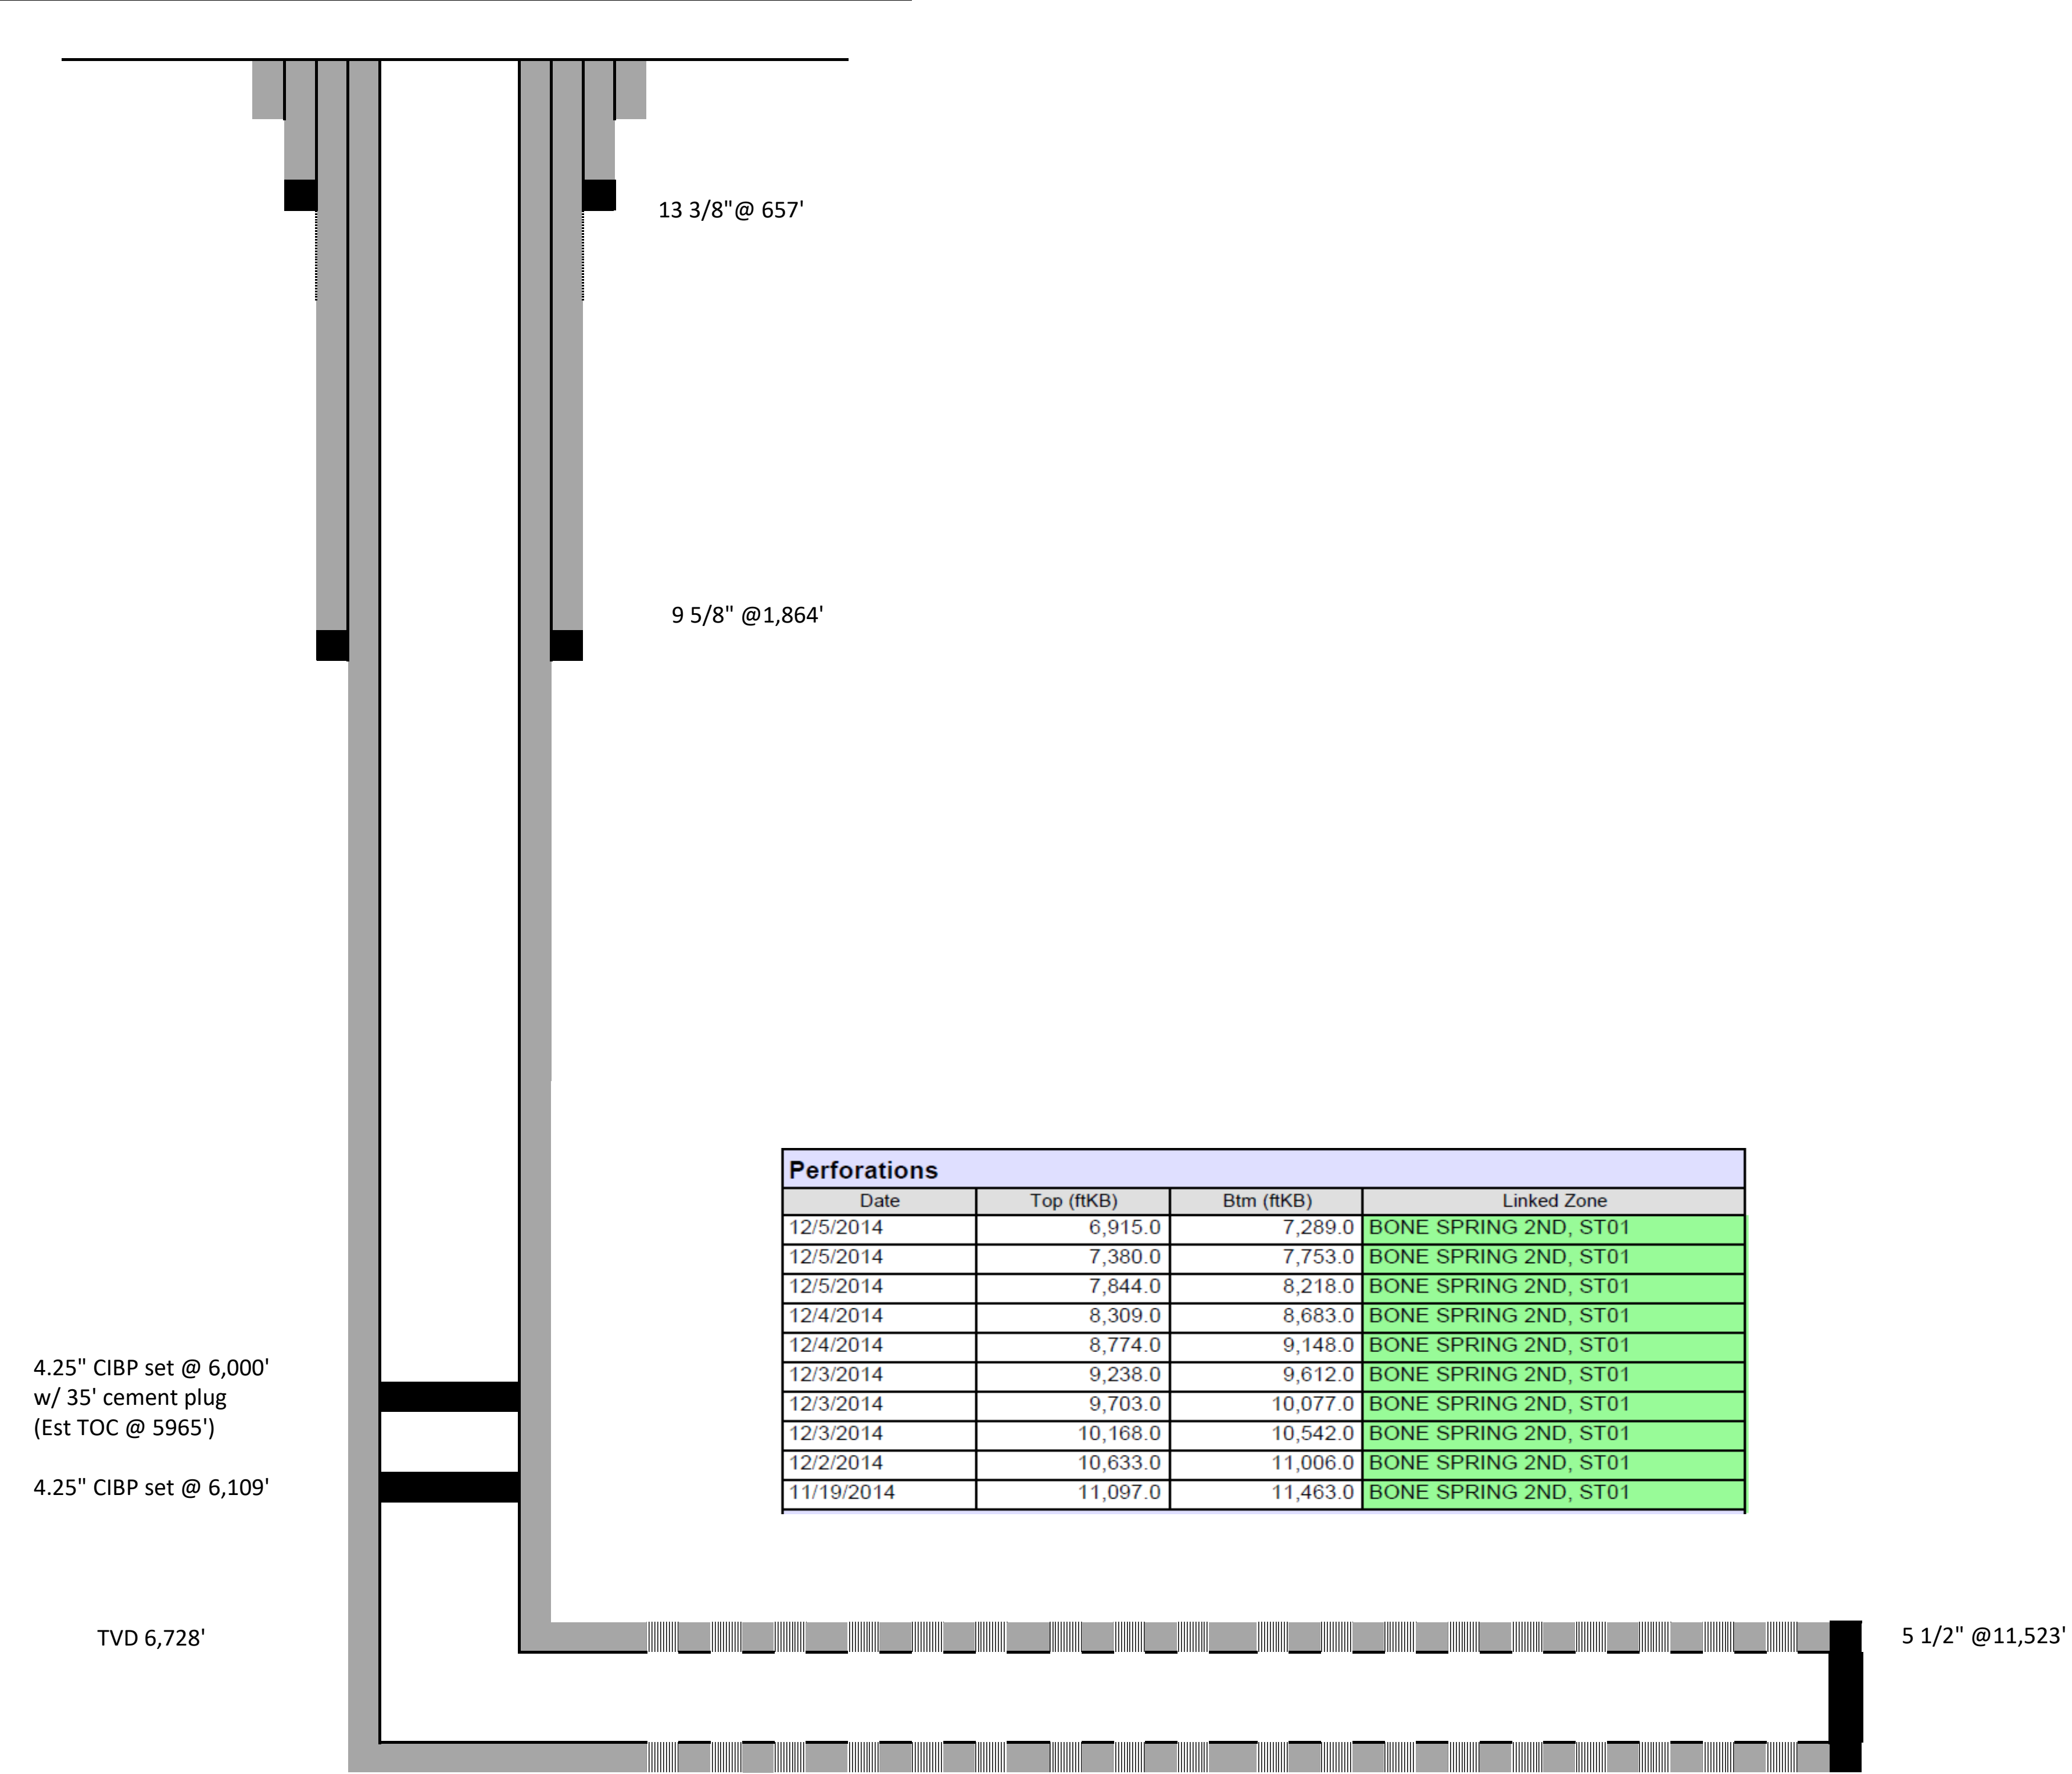 13 3/8"@ 657'
9 5/8" @1,864'
Perforations
Date Top (ftKB) Btm (ftKB) Linked Zone
12/5/2014 6,915.0 7,289.0 BONE SPRING 2ND, ST01
12/5/2014 7,380.0 7,753.0 BONE SPRING 2ND, ST01
12/5/2014 7,844.0 8,218.0 BONE SPRING 2ND, ST01
12/4/2014 8,309.0 8,683.0 BONE SPRING 2ND, ST01
12/4/2014 8,774.0 9,148.0 BONE SPRING 2ND, ST01
12/3/2014 9,238.0 9,612.0 BONE SPRING 2ND, ST01
12/3/2014 9,703.0 10,077.0 BONE SPRING 2ND, ST01
12/3/2014 10,168.0 10,542.0 BONE SPRING 2ND, ST01
12/2/2014 10,633.0 11,006.0 BONE SPRING 2ND, ST01
11/19/2014 11,097.0 11,463.0 BONE SPRING 2ND, ST01
4.25" CIBP set @ 6,000'
w/ 35' cement plug
(Est TOC @ 5965')
4.25" CIBP set @ 6,109'
TVD 6,728'
5 1/2" @11,523'